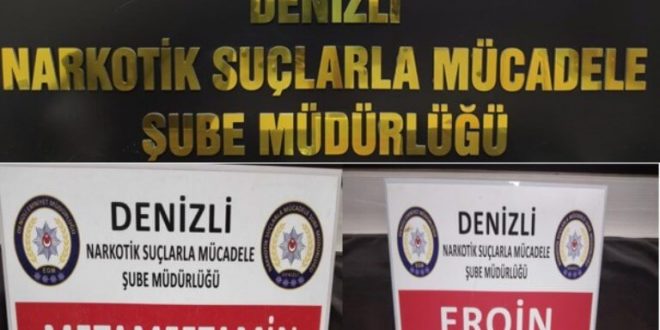 DENİZLİ
NARKOTİK SUÇLARLA MÜCADELE
ŞUBE MÜDÜRLÜĞÜ
DENİZLİ
NARKOTİK SUÇLARLA MÜCADELE
ŞUBE MÜDÜRLÜĞÜ
METAMFETAMİN
DENİZLİ
NARKOTİK SUÇLARLA MÜCADELE
ŞUBE MÜDÜRLÜĞÜ
EROİN